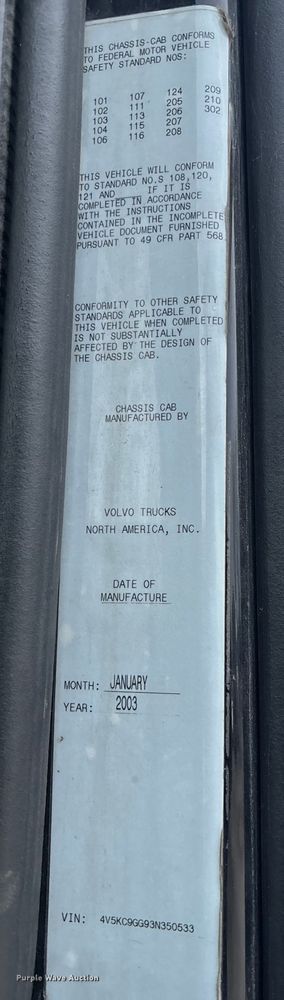 THIS CHASSIS-CAB CONFORMS
TO FEDERAL MOTOR VEHICLE
SAFETY STANDARD NOS:
101 107 124 209
102 111 205 210
103 113 206 302
104 115 207
106 116 208
THIS VEHICLE WILL CONFORM
TO STANDARD NO.S 108,120,
121 AND ____ IF IT IS
COMPLETED IN ACCORDANCE
WITH THE INSTRUCTIONS
CONTAINED IN THE INCOMPLETE
VEHICLE DOCUMENT FURNISHED
PURSUANT TO 49 CFR PART 568
CONFORMITY TO OTHER SAFETY
STANDARDS APPLICABLE TO
THIS VEHICLE WHEN COMPLETED
IS NOT SUBSTANTIALLY
AFFECTED BY THE DESIGN OF
THE CHASSIS CAB.
CHASSIS CAB
MANUFACTURED BY
VOLVO TRUCKS
NORTH AMERICA, INC.
DATE OF
MANUFACTURE
MONTH: JANUARY
YEAR: 2003
VIN: 4V5KC9GG93N350533
Purple Wave Auction